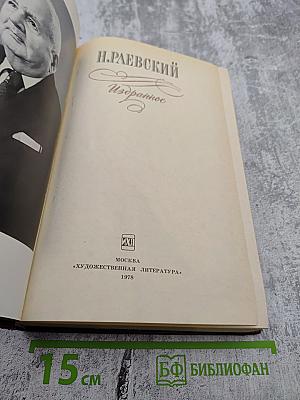 Н.РАЕВСКИЙ
Избранное
МОСКВА
«ХУДОЖЕСТВЕННАЯ ЛИТЕРАТУРА»
1978
15 см
БФ БИБЛИОФАН